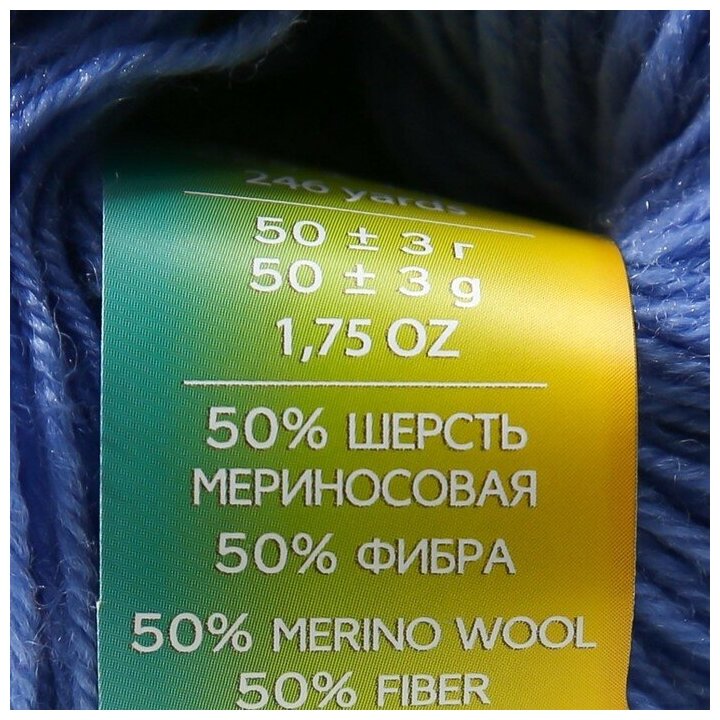 246 yards
50 ± 3 г
50 ± 3 g
1,75 OZ
50% ШЕРСТЬ
МЕРИНОСОВАЯ
50% ФИБРА
50% MERINO WOOL
50% FIBER